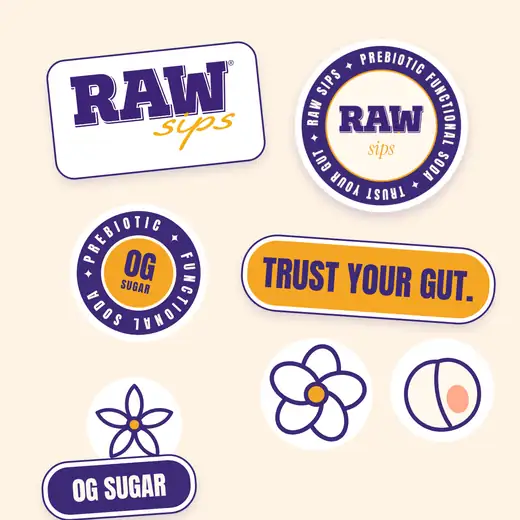 RAW®
sips
RAW SIPS ✦ PREBIOTIC FUNCTIONAL SODA ✦ TRUST YOUR GUT ✦
RAW
sips
PREBIOTIC ✦ FUNCTIONAL SODA ✦
OG
SUGAR
TRUST YOUR GUT.
OG SUGAR